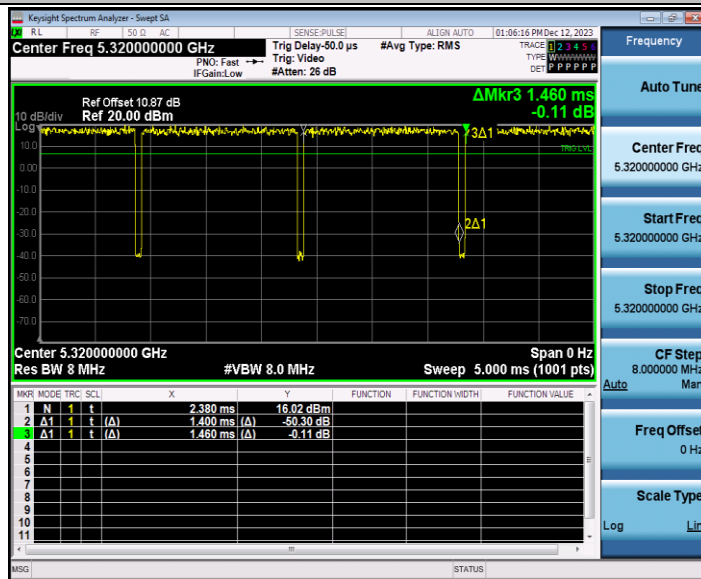 Keysight Spectrum Analyzer - Swept SA
RL RF 50 Ω AC SENSE:PULSE ALIGN AUTO 01:06:16 PM Dec 12, 2023
Center Freq 5.320000000 GHz
PNO: Fast
IFGain:Low
Trig Delay-50.0 µs
Trig: Video
#Atten: 26 dB
#Avg Type: RMS
TRACE 1 2 3 4 5 6
TYPE WWWWWW
DET P P P P P P
Ref Offset 10.87 dB
Ref 20.00 dBm
10 dB/div
Log
ΔMkr3 1.460 ms
-0.11 dB
3Δ1
TRIG LVL
2Δ1
10.0
0.00
-10.0
-20.0
-30.0
-40.0
-50.0
-60.0
-70.0
Center 5.320000000 GHz Span 0 Hz
Res BW 8 MHz #VBW 8.0 MHz Sweep 5.000 ms (1001 pts)
MKR MODE TRC SCL X Y FUNCTION FUNCTION WIDTH FUNCTION VALUE
1 N 1 t 2.380 ms 16.02 dBm
2 Δ1 1 t (Δ) 1.400 ms (Δ) -50.30 dB
3 Δ1 1 t (Δ) 1.460 ms (Δ) -0.11 dB
4
5
6
7
8
9
10
11
MSG STATUS
Frequency
Auto Tune
Center Freq
5.320000000 GHz
Start Freq
5.320000000 GHz
Stop Freq
5.320000000 GHz
CF Step
8.000000 MHz
Auto Man
Freq Offset
0 Hz
Scale Type
Log Lin